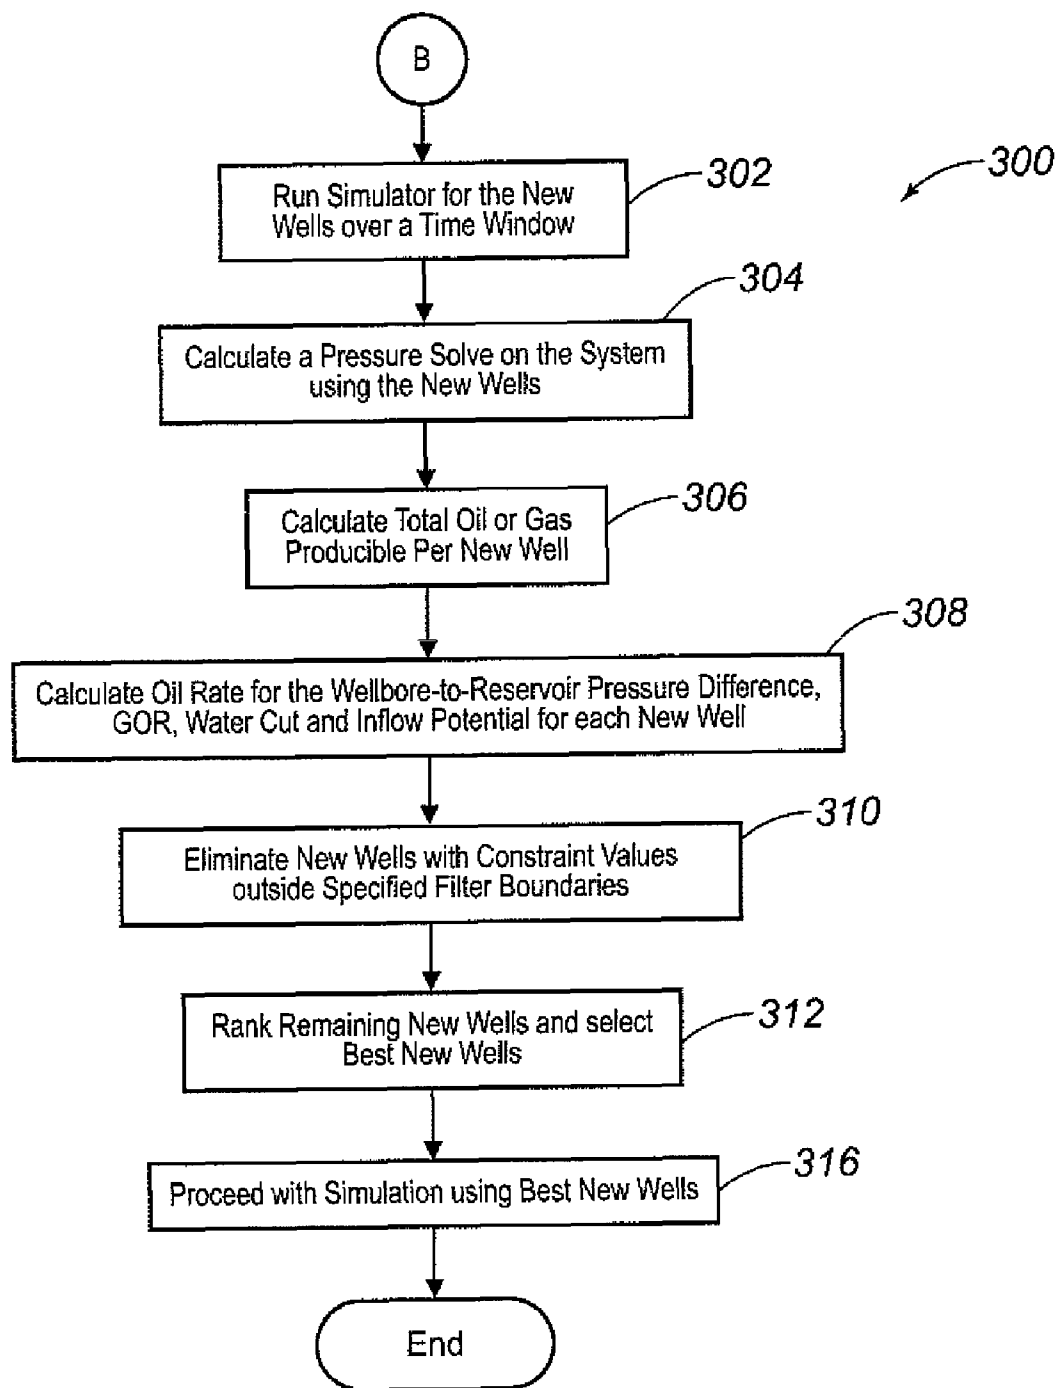 B
300
302
Run Simulator for the New
Wells over a Time Window
304
Calculate a Pressure Solve on the System
using the New Wells
306
Calculate Total Oil or Gas
Producible Per New Well
308
Calculate Oil Rate for the Wellbore-to-Reservoir Pressure Difference,
GOR, Water Cut and Inflow Potential for each New Well
310
Eliminate New Wells with Constraint Values
outside Specified Filter Boundaries
312
Rank Remaining New Wells and select
Best New Wells
316
Proceed with Simulation using Best New Wells
End